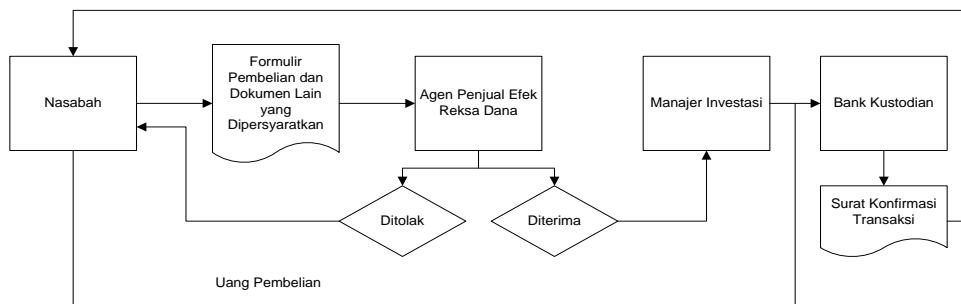 Nasabah
Formulir
Pembelian dan
Dokumen Lain
yang
Dipersyaratkan
Agen Penjual Efek
Reksa Dana
Manajer Investasi
Bank Kustodian
Ditolak
Diterima
Surat Konfirmasi
Transaksi
Uang Pembelian